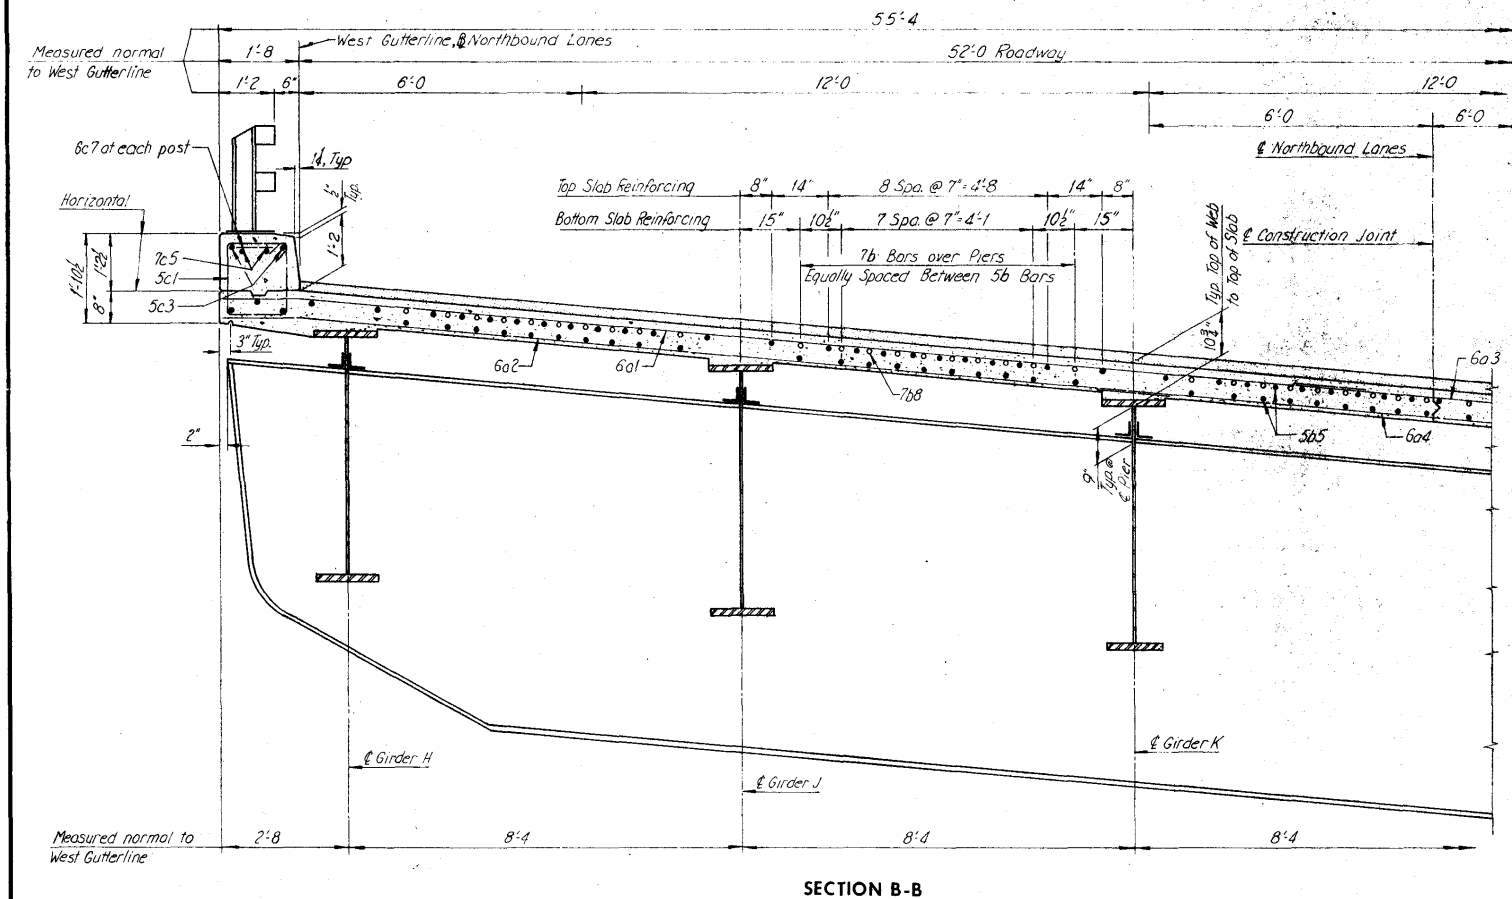 55'-4
Measured normal
to West Gutterline
1'-8
West Gutterline, ℄ Northbound Lanes
52'-0 Roadway
1'-2
6"
6'-0
12'-0
12'-0
6'-0
6'-0
6c7 at each post
1¼, Typ
½"
Typ.
℄ Northbound Lanes
Horizontal
Top Slab Reinforcing
8"
14"
8 Spa. @ 7"=4'-8
14"
8"
Bottom Slab Reinforcing
15"
10½"
7 Spa. @ 7"=4'-1
10½"
15"
℄ Construction Joint
1'-2
7b Bars over Piers
Equally Spaced Between 5b Bars
10¾" Typ. Top of Web
to Top of Slab
1'-10½
1'-2½
8"
7c5
5c1
5c3
3" Typ.
6a2
6a1
7b8
6a3
5b5
6a4
2"
9"
Typ. @
℄ Pier
℄ Girder H
℄ Girder J
℄ Girder K
Measured normal to
West Gutterline
2'-8
8'-4
8'-4
8'-4
SECTION B-B